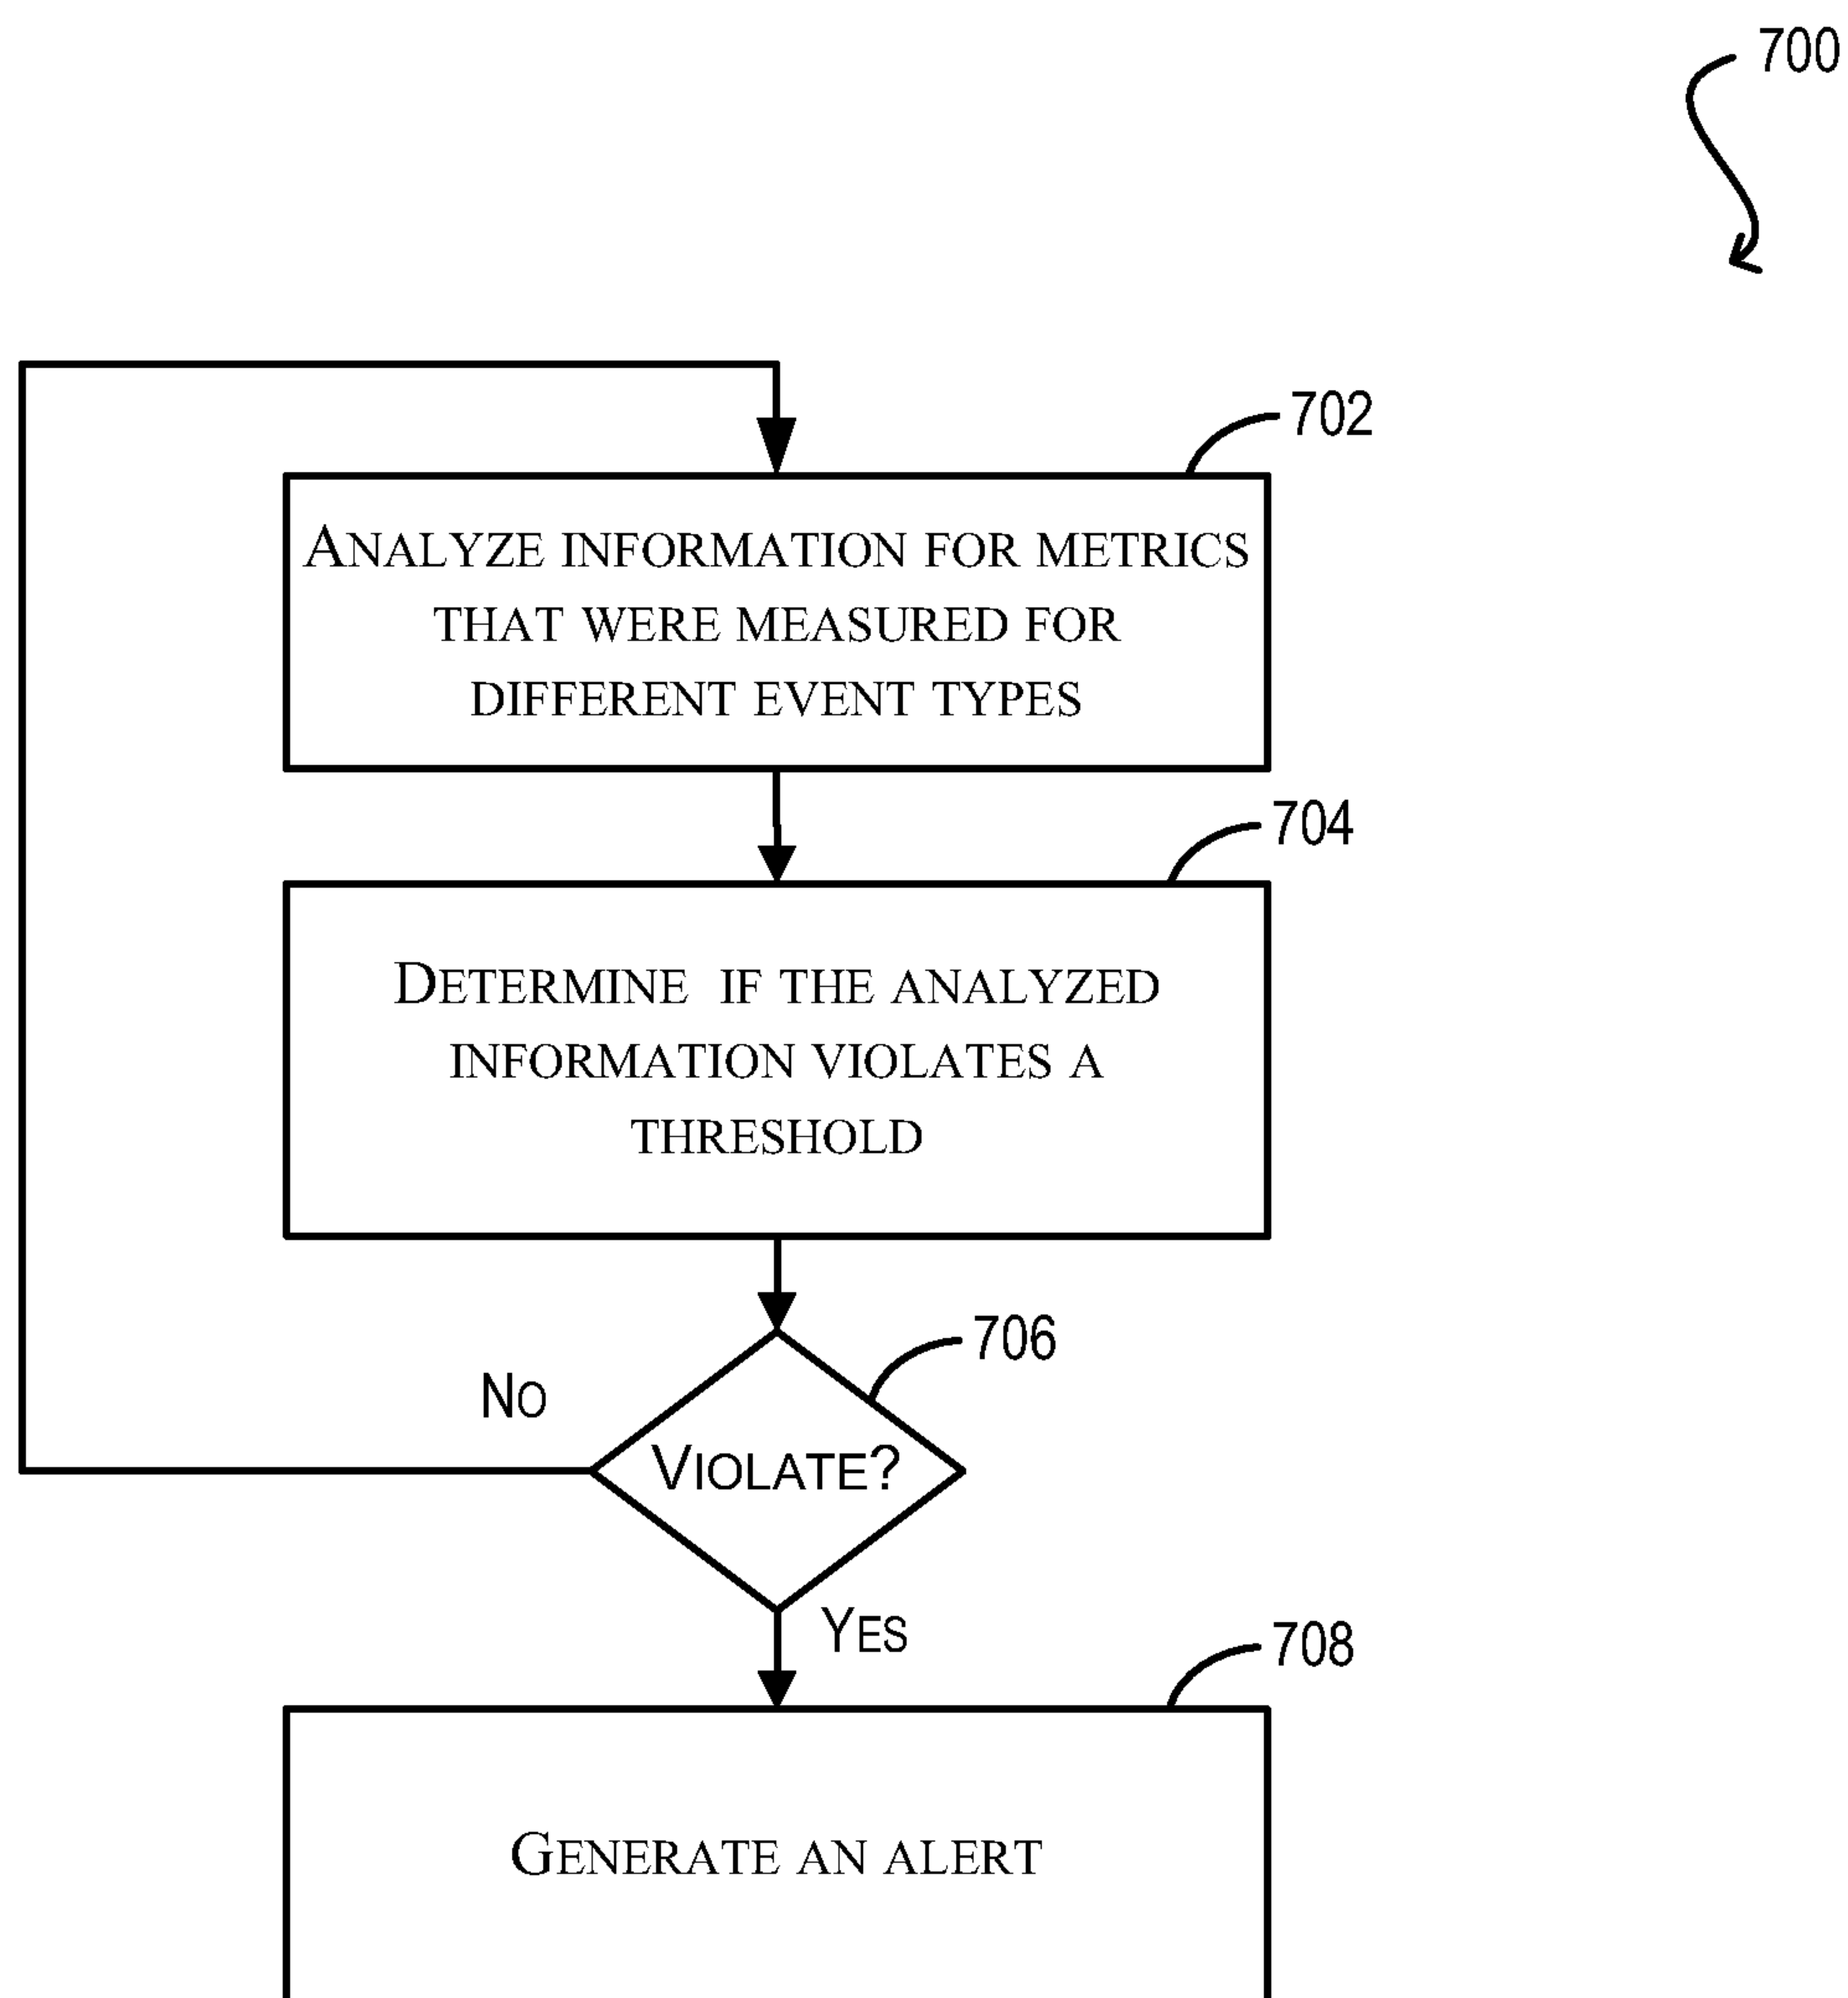 700
702
ANALYZE INFORMATION FOR METRICS
THAT WERE MEASURED FOR
DIFFERENT EVENT TYPES
704
DETERMINE IF THE ANALYZED
INFORMATION VIOLATES A
THRESHOLD
706
NO
VIOLATE?
YES
708
GENERATE AN ALERT